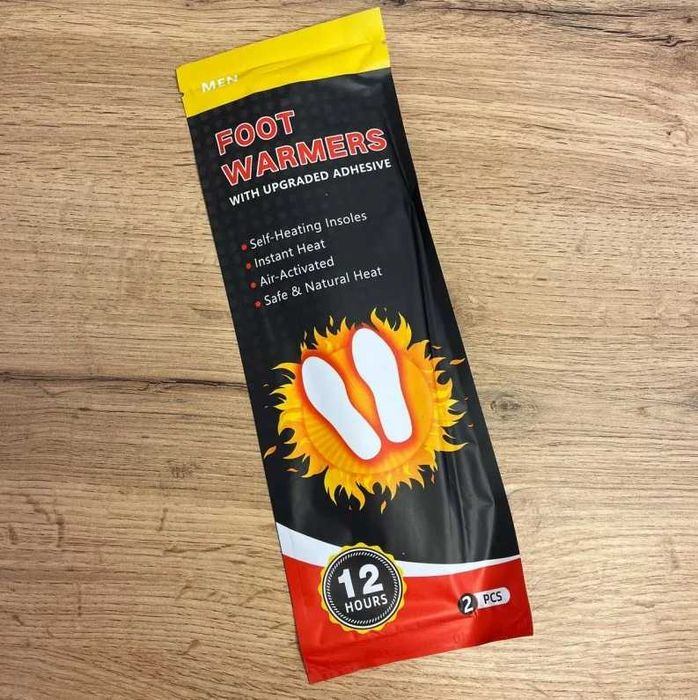 MEN
FOOT
WARMERS
WITH UPGRADED ADHESIVE
• Self-Heating Insoles
• Instant Heat
• Air-Activated
• Safe & Natural Heat
12
HOURS
2 PCS